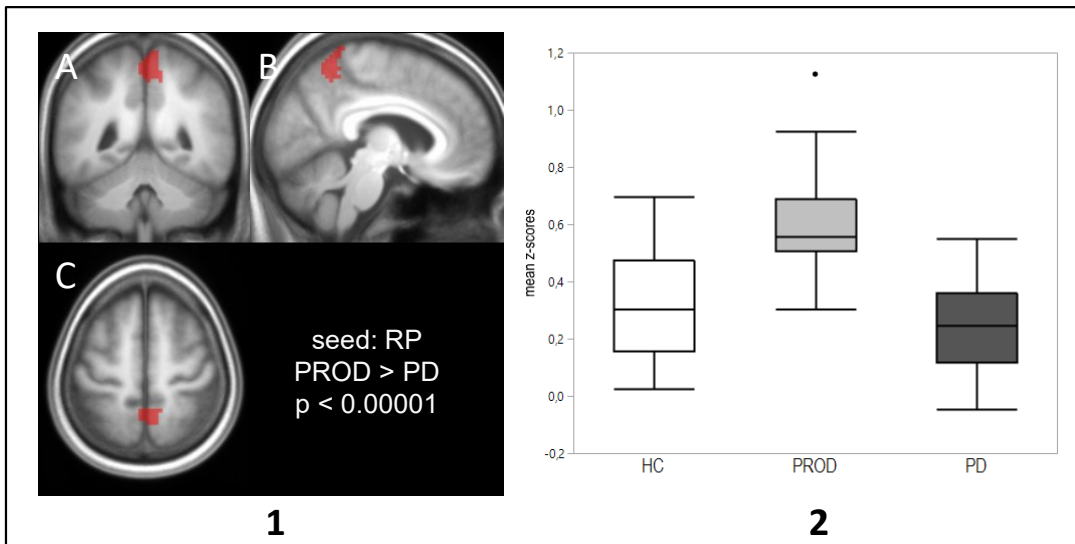 A
B
C
seed: RP
PROD > PD
p < 0.00001
1
1,2
1,0
0,8
0,6
0,4
0,2
0,0
-0,2
mean z-scores
HC PROD PD
2